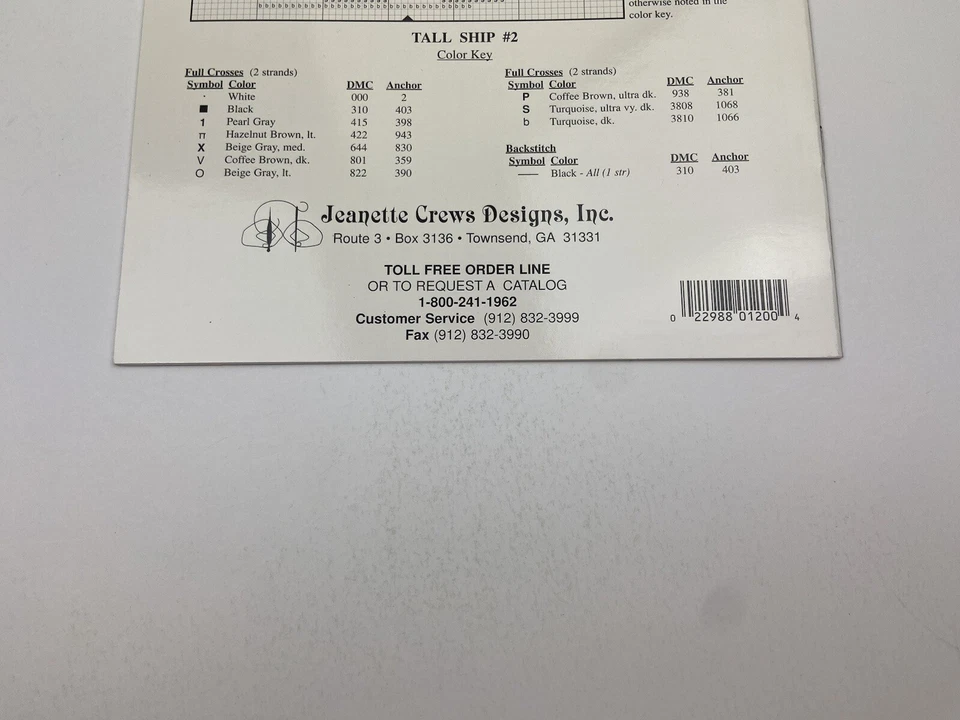 otherwise noted in the
color key.
TALL SHIP #2
Color Key
Full Crosses (2 strands)
Symbol Color DMC Anchor
· White 000 2
■ Black 310 403
1 Pearl Gray 415 398
π Hazelnut Brown, lt. 422 943
X Beige Gray, med. 644 830
V Coffee Brown, dk. 801 359
O Beige Gray, lt. 822 390
Full Crosses (2 strands)
Symbol Color DMC Anchor
P Coffee Brown, ultra dk. 938 381
S Turquoise, ultra vy. dk. 3808 1068
b Turquoise, dk. 3810 1066
Backstitch
Symbol Color DMC Anchor
— Black - All (1 str) 310 403
Jeanette Crews Designs, Inc.
Route 3 • Box 3136 • Townsend, GA 31331
TOLL FREE ORDER LINE
OR TO REQUEST A CATALOG
1-800-241-1962
Customer Service (912) 832-3999
Fax (912) 832-3990
0 22988 01200 4